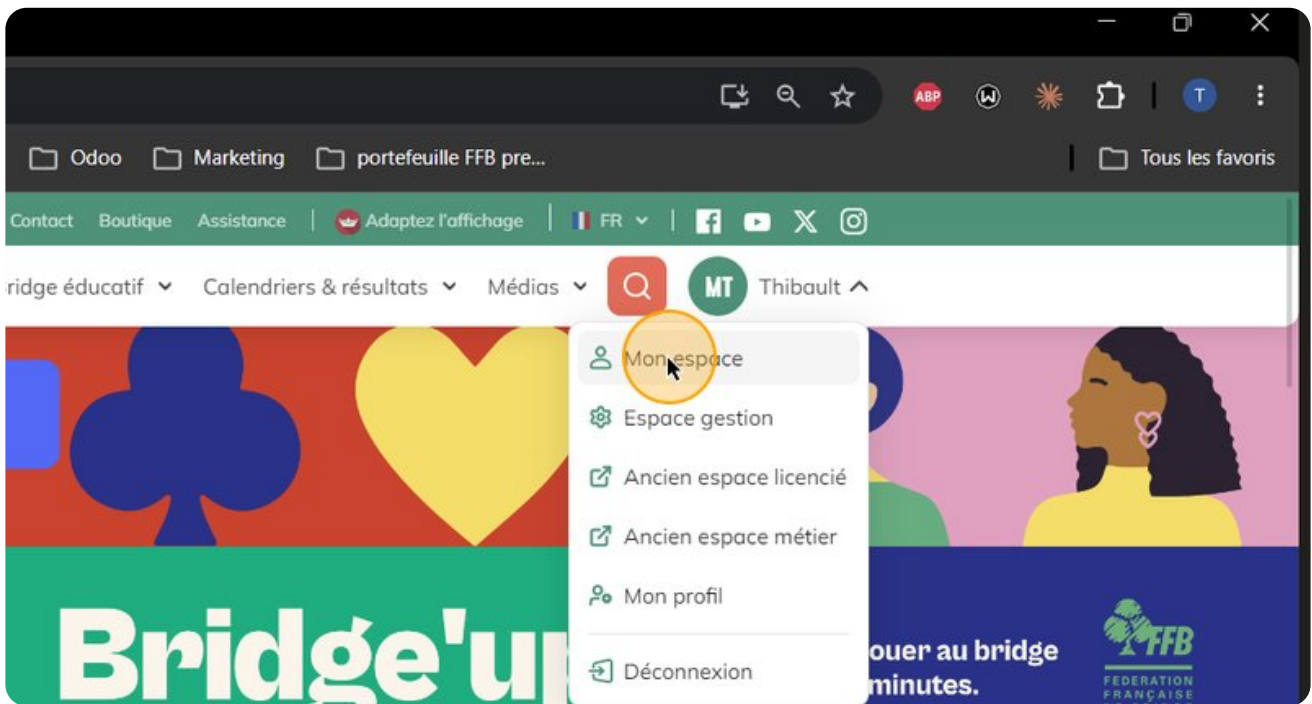 ABP
T
Odoo
Marketing
portefeuille FFB pre...
Tous les favoris
Contact Boutique Assistance
Adaptez l'affichage
FR
ridge éducatif
Calendriers & résultats
Médias
MT
Thibault
Mon espace
Espace gestion
Ancien espace licencié
Ancien espace métier
Mon profil
Déconnexion
Bridge'up
ouer au bridge
minutes.
FFB
FEDERATION
FRANÇAISE